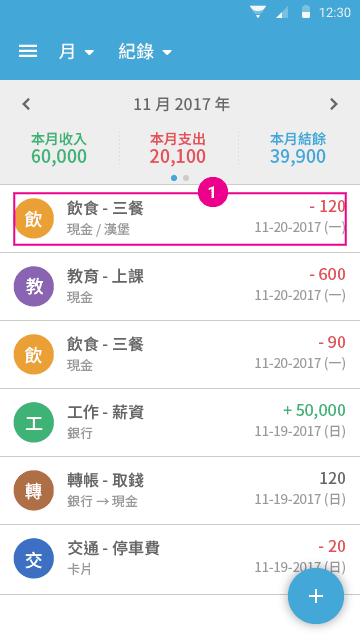 12:30
月 紀錄
11 月 2017 年
本月收入 本月支出 本月結餘
60,000 20,100 39,900
1
飲 飲食 - 三餐 - 120
現金 / 漢堡 11-20-2017 (一)
教 教育 - 上課 - 600
現金 11-20-2017 (一)
飲 飲食 - 三餐 - 90
現金 11-20-2017 (一)
工 工作 - 薪資 + 50,000
銀行 11-19-2017 (日)
轉 轉帳 - 取錢 120
銀行 → 現金 11-19-2017 (日)
交 交通 - 停車費 - 20
卡片 11-19-2017 (日)